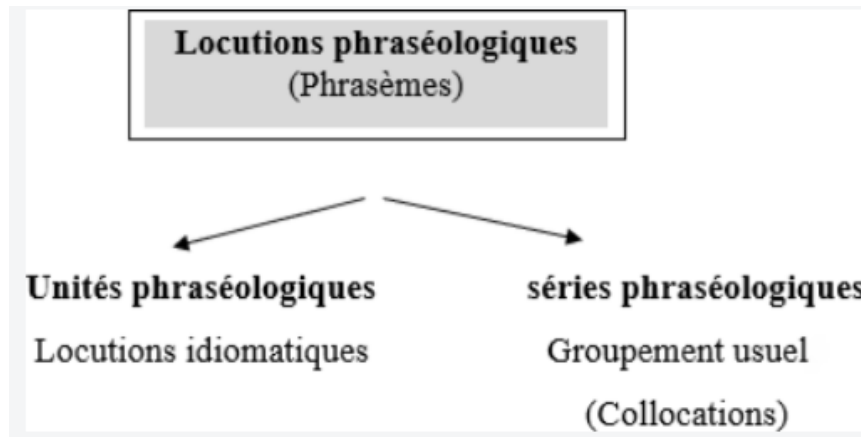 Locutions phraséologiques
(Phrasèmes)
Unités phraséologiques
Locutions idiomatiques
séries phraséologiques
Groupement usuel
(Collocations)